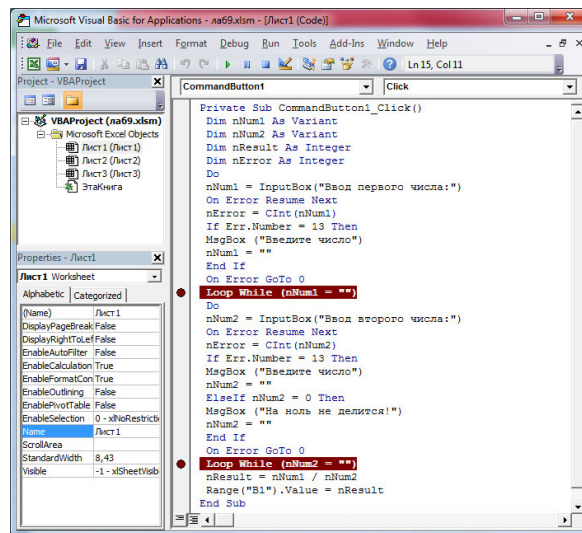 Microsoft Visual Basic for Applications - лаб9.xlsm - [Лист1 (Code)]
File Edit View Insert Format Debug Run Tools Add-Ins Window Help
Ln 15, Col 11
Project - VBAProject
VBAProject (лаб9.xlsm)
Microsoft Excel Objects
Лист1 (Лист1)
Лист2 (Лист2)
Лист3 (Лист3)
ЭтаКнига
Properties - Лист1
Лист1 Worksheet
Alphabetic Categorized
(Name) Лист1
DisplayPageBreak False
DisplayRightToLef False
EnableAutoFilter False
EnableCalculation True
EnableFormatCon True
EnableOutlining False
EnablePivotTable False
EnableSelection 0 - xlNoRestricti
Name Лист1
ScrollArea
StandardWidth 8,43
Visible -1 - xlSheetVisib
CommandButton1 Click
Private Sub CommandButton1_Click()
Dim nNum1 As Variant
Dim nNum2 As Variant
Dim nResult As Integer
Dim nError As Integer
Do
nNum1 = InputBox("Ввод первого числа:")
On Error Resume Next
nError = CInt(nNum1)
If Err.Number = 13 Then
MsgBox ("Введите число")
nNum1 = ""
End If
On Error GoTo 0
Loop While (nNum1 = "")
Do
nNum2 = InputBox("Ввод второго числа:")
On Error Resume Next
nError = CInt(nNum2)
If Err.Number = 13 Then
MsgBox ("Введите число")
nNum2 = ""
ElseIf nNum2 = 0 Then
MsgBox ("На ноль не делится!")
nNum2 = ""
End If
On Error GoTo 0
Loop While (nNum2 = "")
nResult = nNum1 / nNum2
Range("B1").Value = nResult
End Sub